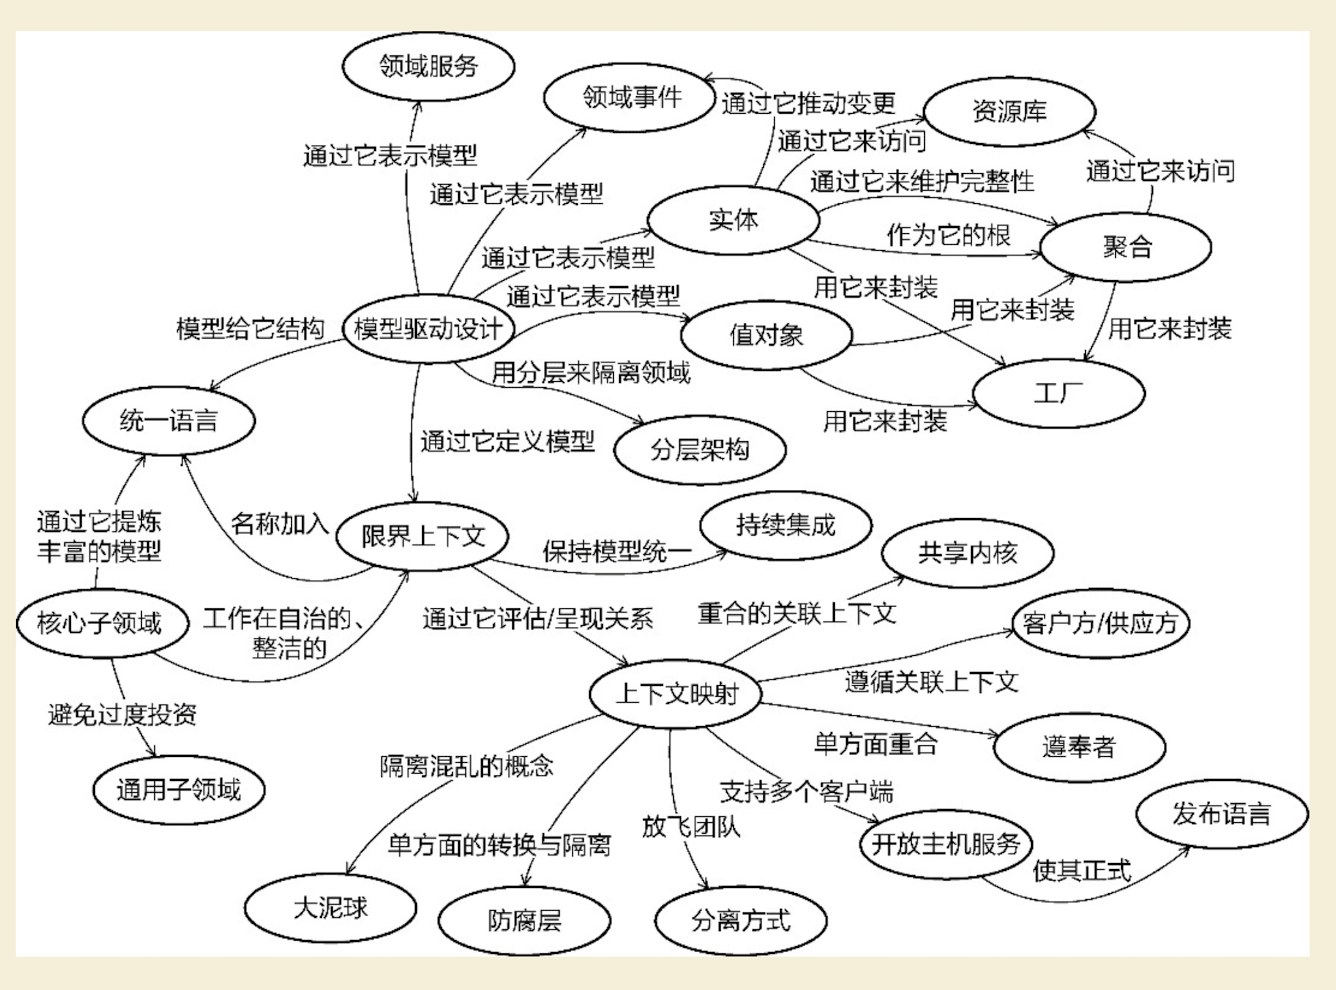 领域服务
领域事件
通过它推动变更
资源库
通过它来访问
通过它表示模型
通过它来访问
通过它表示模型
通过它来维护完整性
实体
作为它的根
聚合
通过它表示模型
用它来封装
通过它表示模型
用它来封装
模型给它结构
模型驱动设计
值对象
用它来封装
用分层来隔离领域
工厂
统一语言
用它来封装
通过它定义模型
分层架构
通过它提炼
丰富的模型
名称加入
限界上下文
持续集成
保持模型统一
共享内核
核心子领域
工作在自治的、
整洁的
通过它评估/呈现关系
重合的关联上下文
客户方/供应方
上下文映射
遵循关联上下文
避免过度投资
单方面重合
遵奉者
隔离混乱的概念
通用子领域
支持多个客户端
发布语言
单方面的转换与隔离
放飞团队
开放主机服务
使其正式
大泥球
防腐层
分离方式